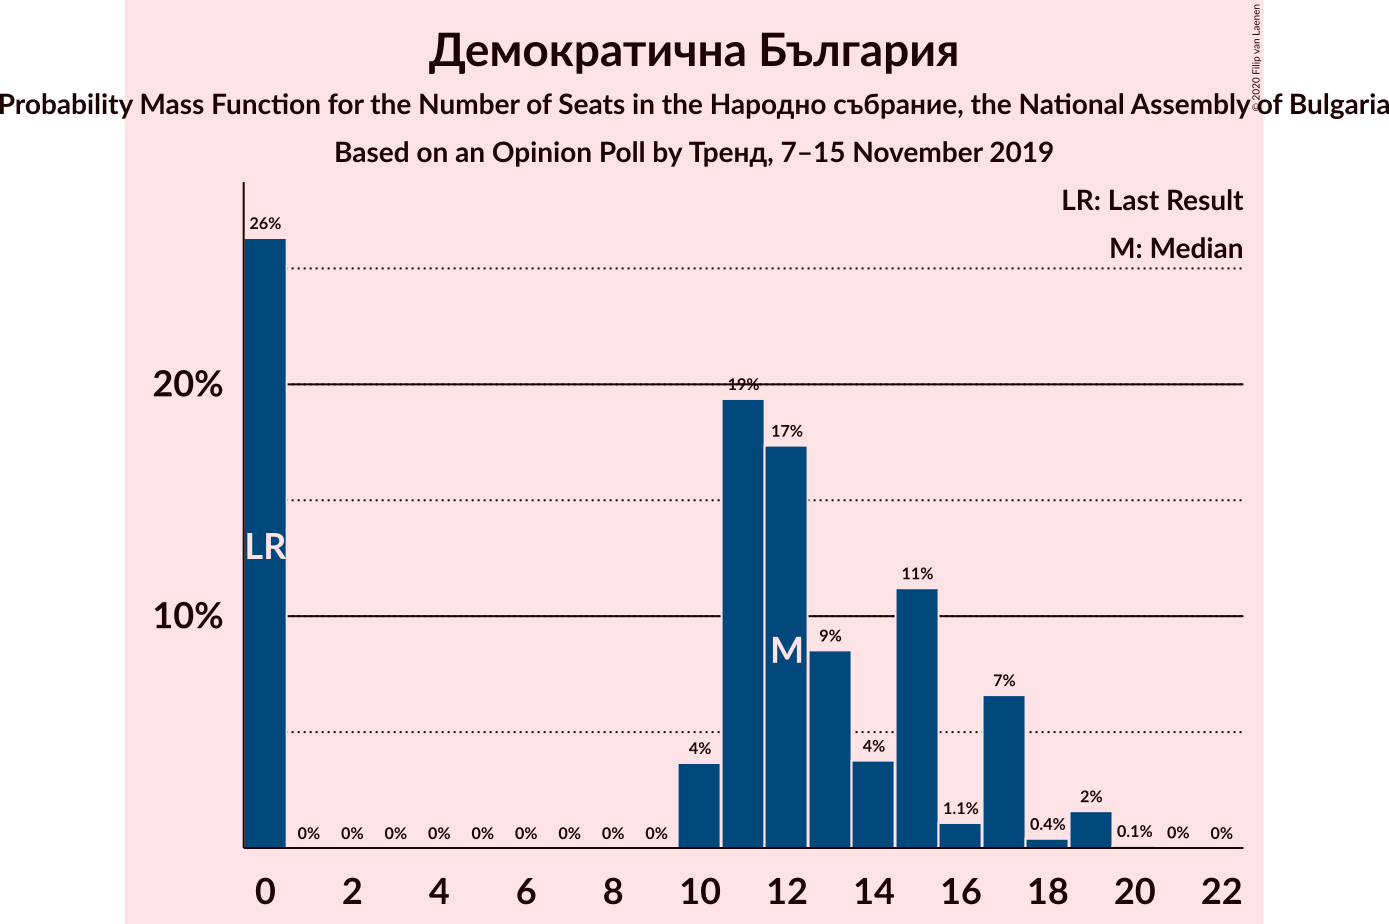 Демократична България
Probability Mass Function for the Number of Seats in the Народно събрание, the National Assembly of Bulgaria
Based on an Opinion Poll by Тренд, 7–15 November 2019
© 2020 Filip van Laenen
LR: Last Result
M: Median
20%
10%
26% 0% 0% 0% 0% 0% 0% 0% 0% 0% 4% 19% 17% 9% 4% 11% 1.1% 7% 0.4% 2% 0.1% 0% 0%
LR
M
0 2 4 6 8 10 12 14 16 18 20 22